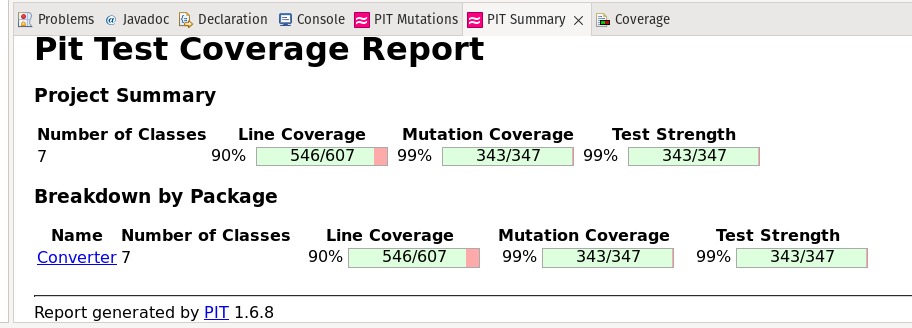 Problems Javadoc Declaration Console PIT Mutations PIT Summary Coverage
Pit Test Coverage Report
Project Summary
Number of Classes Line Coverage Mutation Coverage Test Strength
7 90% 546/607 99% 343/347 99% 343/347
Breakdown by Package
Name Number of Classes Line Coverage Mutation Coverage Test Strength
Converter 7 90% 546/607 99% 343/347 99% 343/347
Report generated by PIT 1.6.8